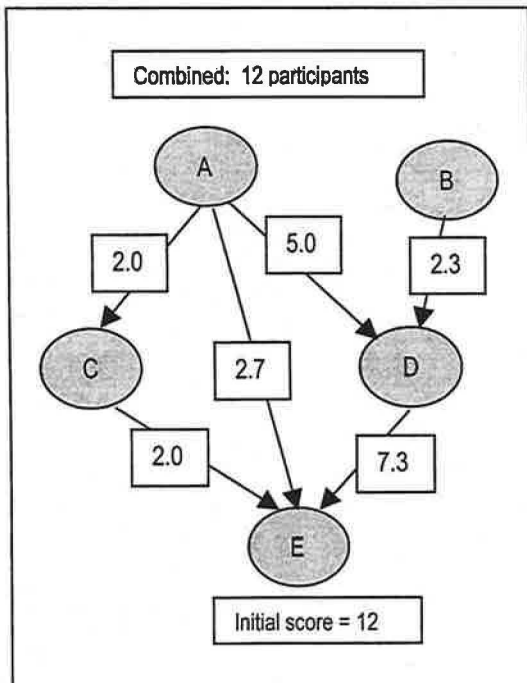 Combined: 12 participants
A
B
2.0
5.0
2.3
C
2.7
D
2.0
7.3
E
Initial score = 12